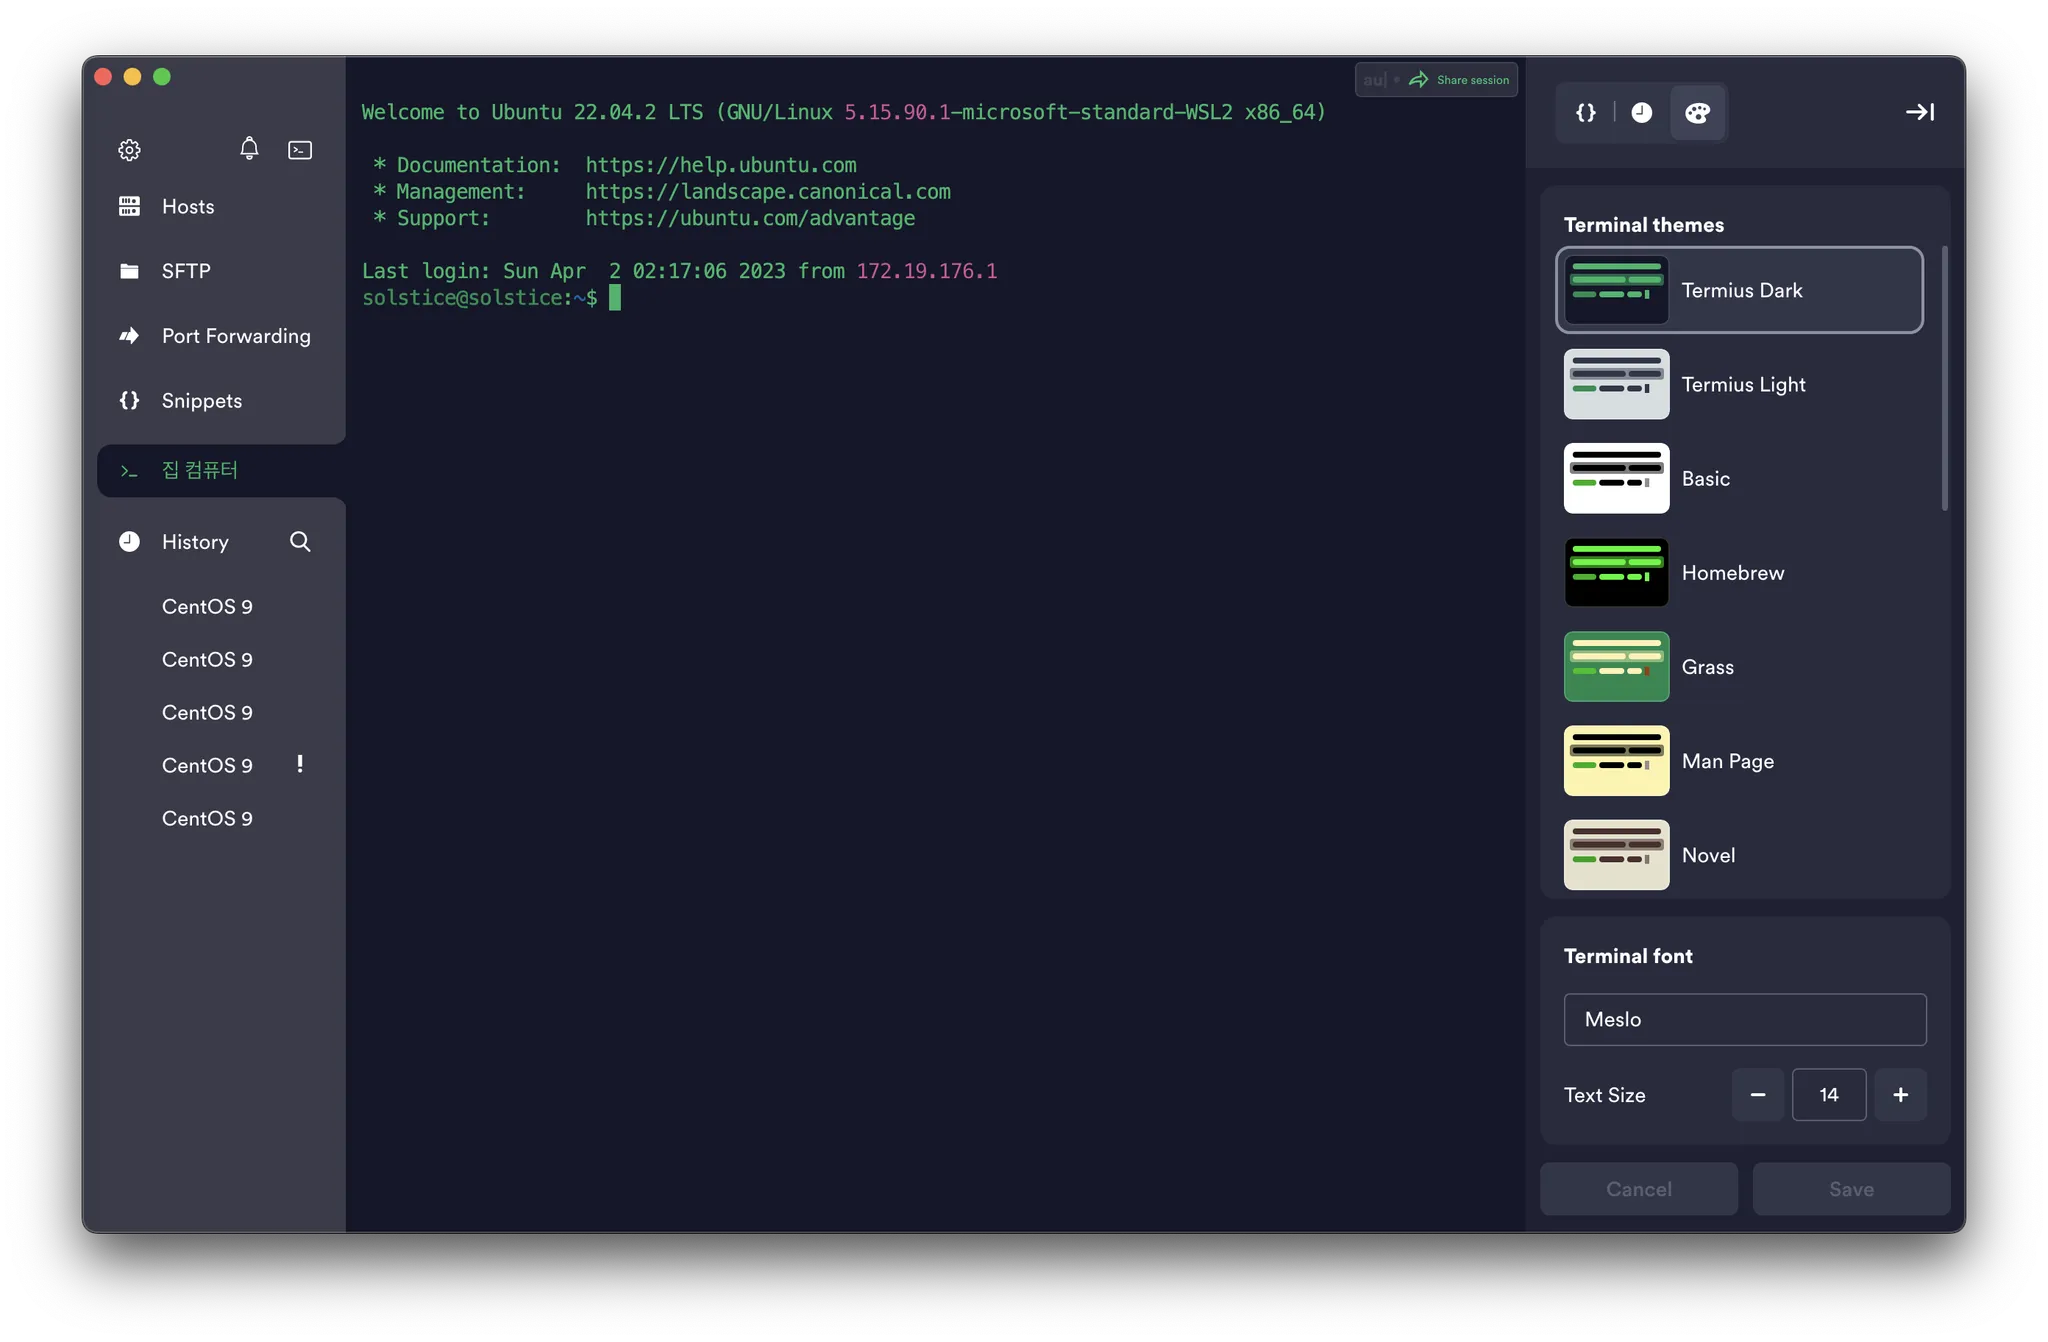 Hosts
SFTP
Port Forwarding
Snippets
집 컴퓨터
History
CentOS 9
CentOS 9
CentOS 9
CentOS 9
CentOS 9
Share session
Welcome to Ubuntu 22.04.2 LTS (GNU/Linux 5.15.90.1-microsoft-standard-WSL2 x86_64)
* Documentation:  https://help.ubuntu.com
* Management:     https://landscape.canonical.com
* Support:        https://ubuntu.com/advantage
Last login: Sun Apr  2 02:17:06 2023 from 172.19.176.1
solstice@solstice:~$
Terminal themes
Termius Dark
Termius Light
Basic
Homebrew
Grass
Man Page
Novel
Terminal font
Meslo
Text Size
14
Cancel
Save